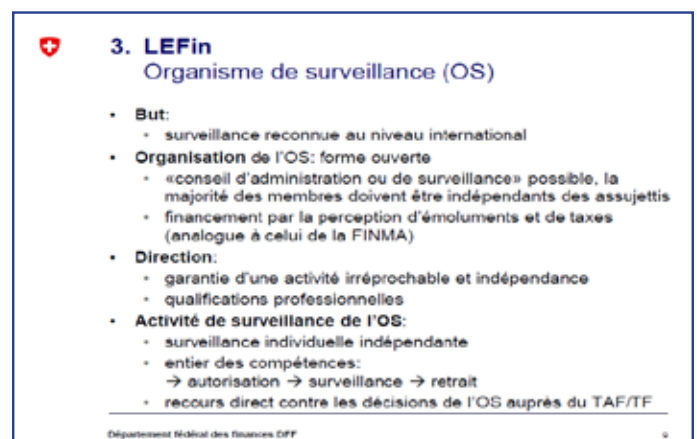 3. LEFin
Organisme de surveillance (OS)
• But:
- surveillance reconnue au niveau international
• Organisation de l'OS: forme ouverte
- «conseil d'administration ou de surveillance» possible, la
majorité des membres doivent être indépendants des assujettis
- financement par la perception d'émoluments et de taxes
(analogue à celui de la FINMA)
• Direction:
- garantie d'une activité irréprochable et indépendance
- qualifications professionnelles
• Activité de surveillance de l'OS:
- surveillance individuelle indépendante
- entier des compétences:
→ autorisation → surveillance → retrait
- recours direct contre les décisions de l'OS auprès du TAF/TF
Département fédéral des finances DFF